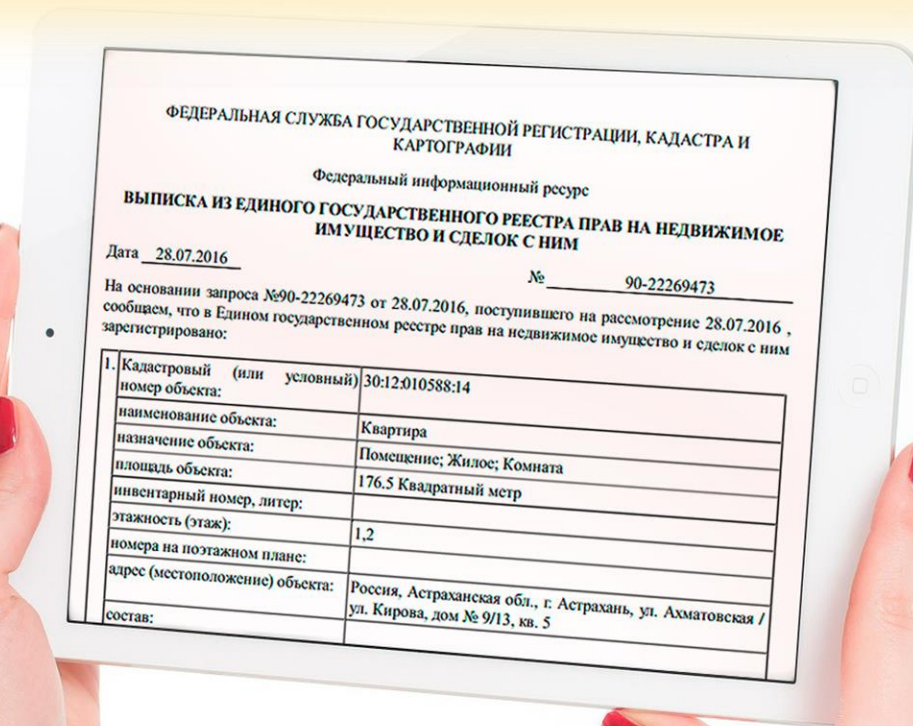 ФЕДЕРАЛЬНАЯ СЛУЖБА ГОСУДАРСТВЕННОЙ РЕГИСТРАЦИИ, КАДАСТРА И
КАРТОГРАФИИ
Федеральный информационный ресурс
ВЫПИСКА ИЗ ЕДИНОГО ГОСУДАРСТВЕННОГО РЕЕСТРА ПРАВ НА НЕДВИЖИМОЕ
ИМУЩЕСТВО И СДЕЛОК С НИМ
Дата 28.07.2016 № 90-22269473
На основании запроса №90-22269473 от 28.07.2016, поступившего на рассмотрение 28.07.2016 ,
сообщаем, что в Едином государственном реестре прав на недвижимое имущество и сделок с ним
зарегистрировано:
1. Кадастровый (или условный) 30:12:010588:14
номер объекта:
наименование объекта: Квартира
назначение объекта: Помещение; Жилое; Комната
площадь объекта: 176.5 Квадратный метр
инвентарный номер, литер:
этажность (этаж): 1,2
номера на поэтажном плане:
адрес (местоположение) объекта: Россия, Астраханская обл., г. Астрахань, ул. Ахматовская /
ул. Кирова, дом № 9/13, кв. 5
состав: